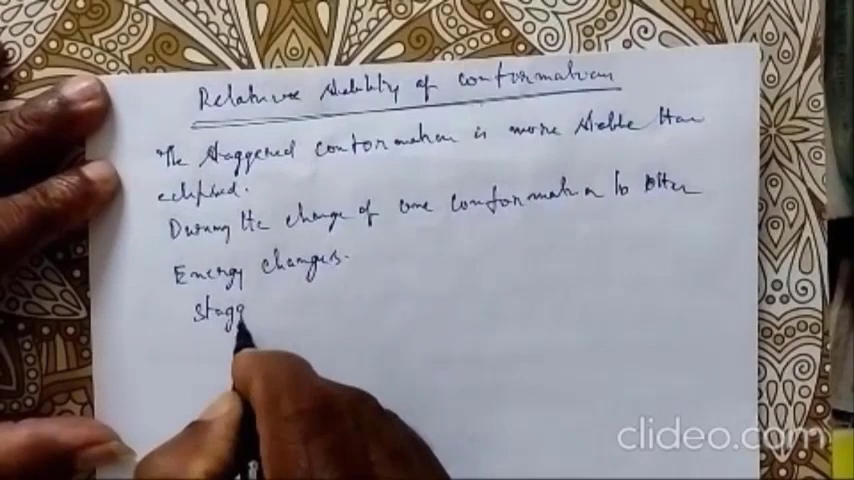 Relative stability of conformation
The staggered conformation is more stable than
eclipsed.
During the change of one conformation to other
Energy changes.
stagg
clideo.com